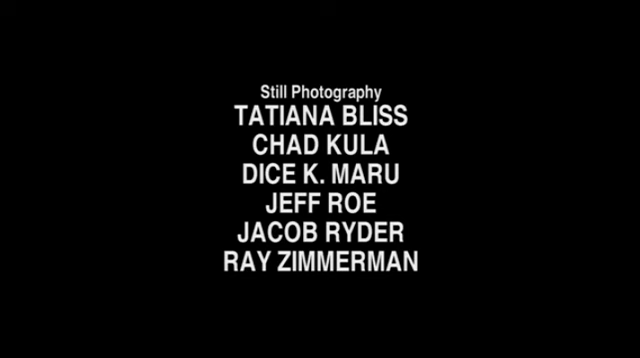 Still Photography
TATIANA BLISS
CHAD KULA
DICE K. MARU
JEFF ROE
JACOB RYDER
RAY ZIMMERMAN